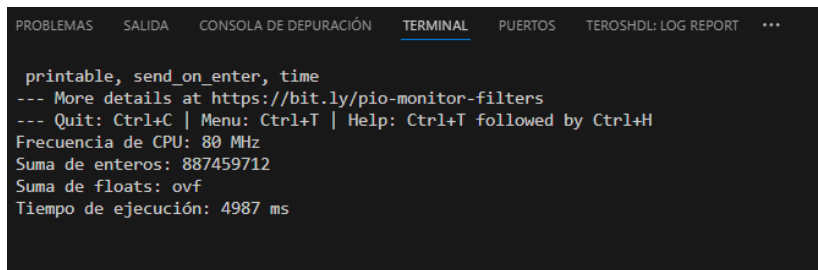 PROBLEMAS SALIDA CONSOLA DE DEPURACIÓN TERMINAL PUERTOS TEROSHDL: LOG REPORT ···
printable, send_on_enter, time
--- More details at https://bit.ly/pio-monitor-filters
--- Quit: Ctrl+C | Menu: Ctrl+T | Help: Ctrl+T followed by Ctrl+H
Frecuencia de CPU: 80 MHz
Suma de enteros: 887459712
Suma de floats: ovf
Tiempo de ejecución: 4987 ms